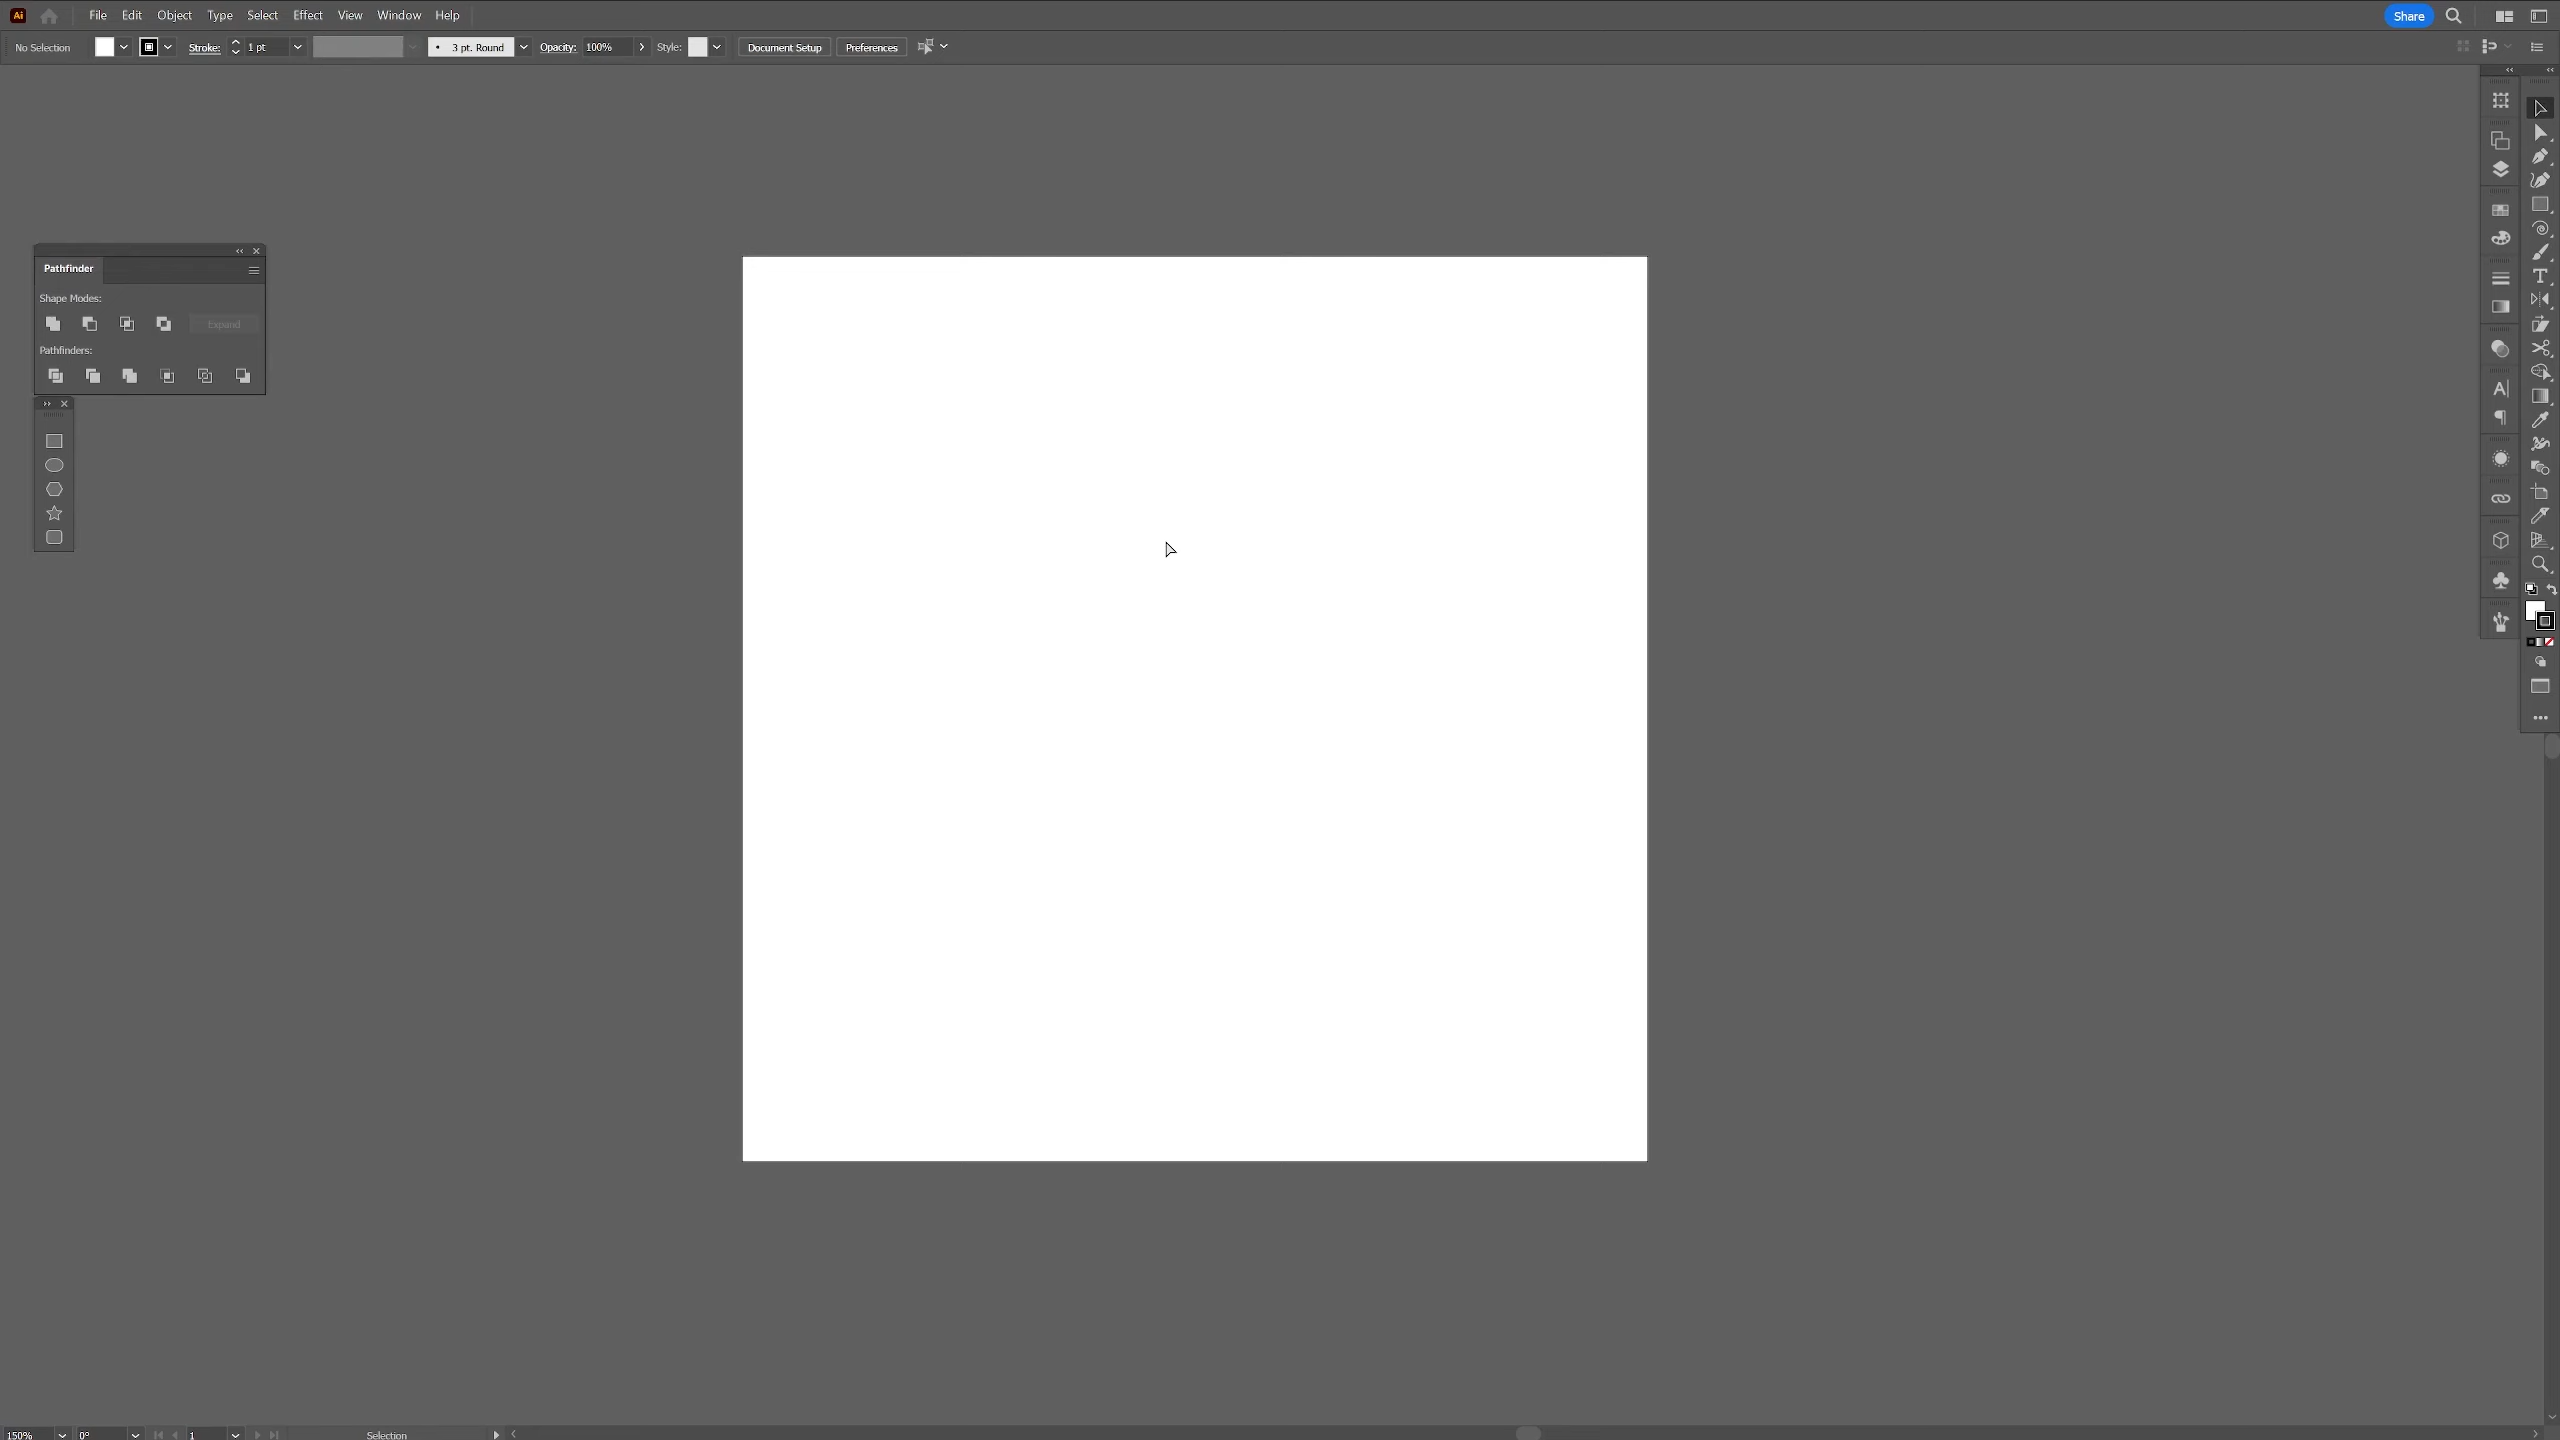 Ai File Edit Object Type Select Effect View Window Help Share
No Selection Stroke: 1 pt 3 pt. Round Opacity: 100% Style: Document Setup Preferences
Pathfinder
Shape Modes:
Expand
Pathfinders:
150% 0° 1 Selection